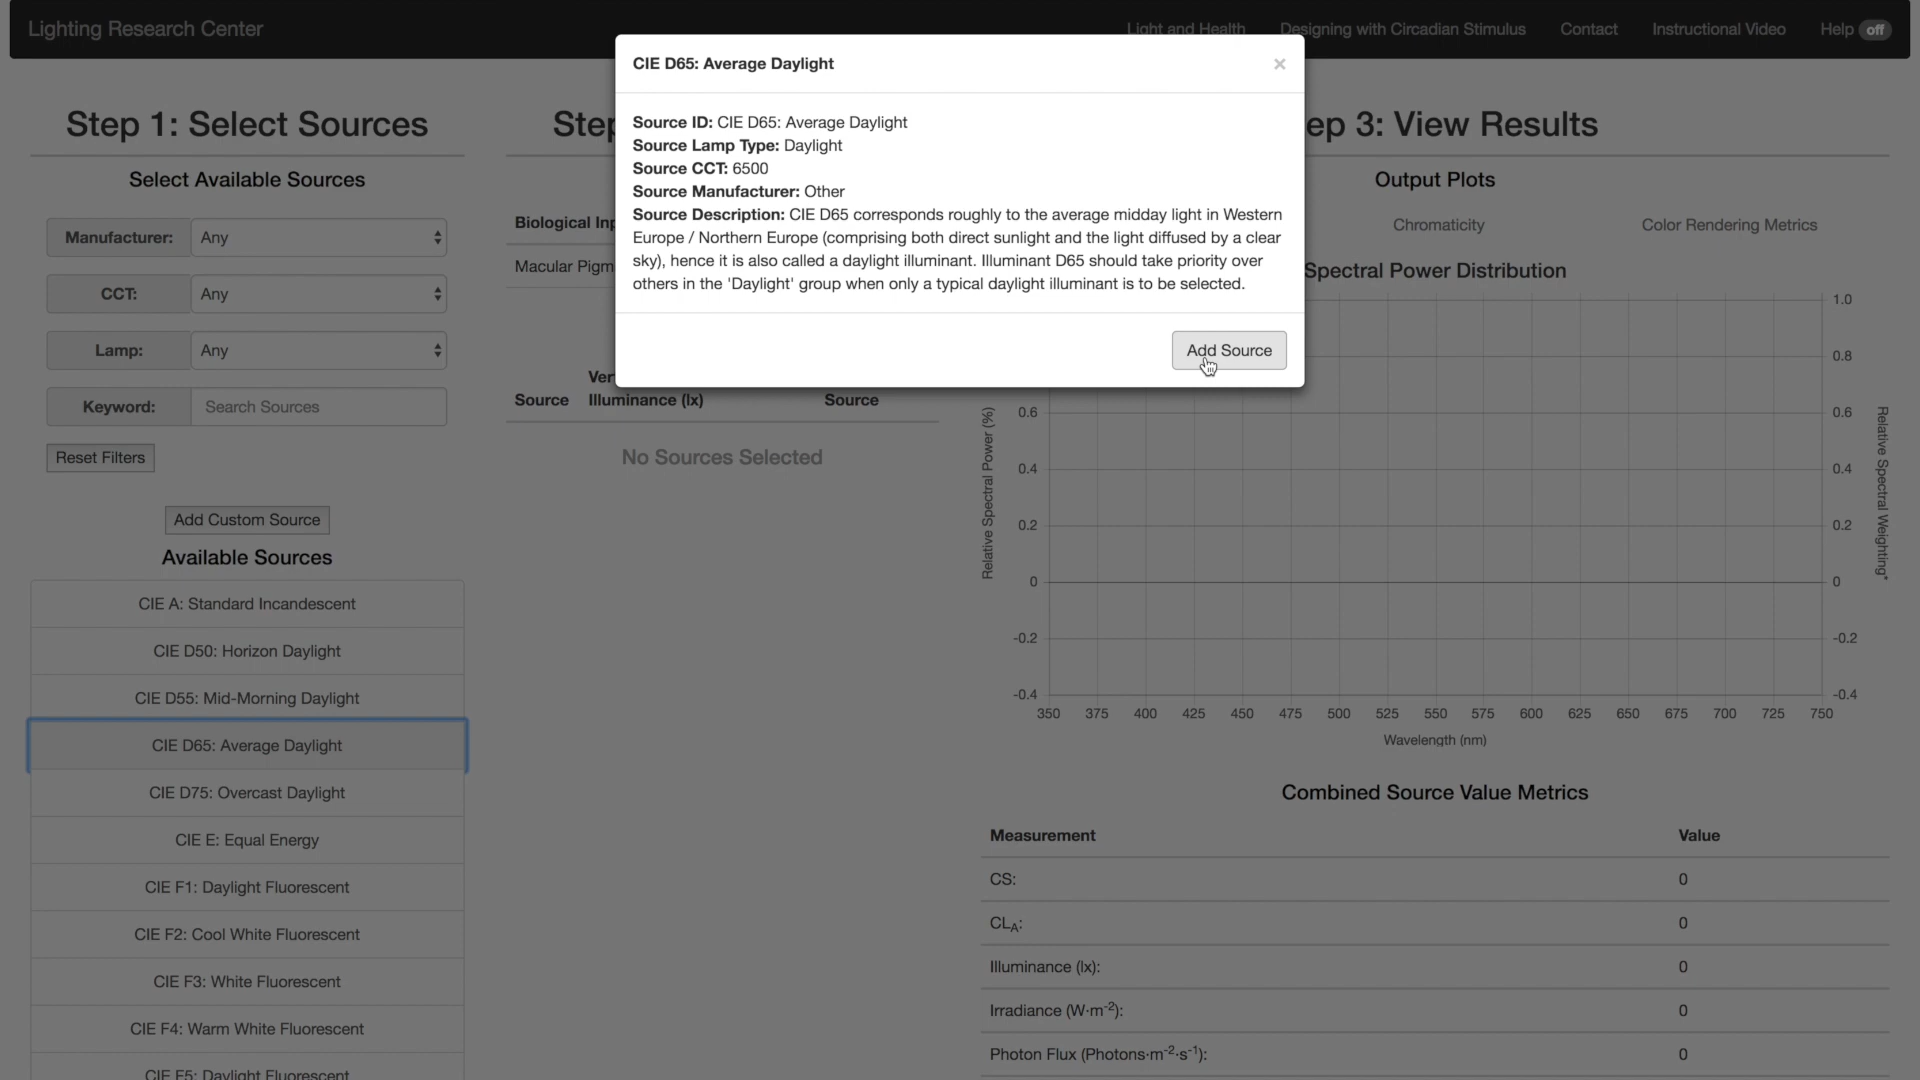 Lighting Research Center
Light and Health
Designing with Circadian Stimulus
Contact
Instructional Video
Help off
CIE D65: Average Daylight
×
Source ID: CIE D65: Average Daylight
Source Lamp Type: Daylight
Source CCT: 6500
Source Manufacturer: Other
Source Description: CIE D65 corresponds roughly to the average midday light in Western
Europe / Northern Europe (comprising both direct sunlight and the light diffused by a clear
sky), hence it is also called a daylight illuminant. Illuminant D65 should take priority over
others in the 'Daylight' group when only a typical daylight illuminant is to be selected.
Add Source
Step 1: Select Sources
Select Available Sources
Manufacturer: Any
CCT: Any
Lamp: Any
Keyword: Search Sources
Reset Filters
Add Custom Source
Available Sources
CIE A: Standard Incandescent
CIE D50: Horizon Daylight
CIE D55: Mid-Morning Daylight
CIE D65: Average Daylight
CIE D75: Overcast Daylight
CIE E: Equal Energy
CIE F1: Daylight Fluorescent
CIE F2: Cool White Fluorescent
CIE F3: White Fluorescent
CIE F4: Warm White Fluorescent
CIE F5: Daylight Fluorescent
Step
Biological Inp
Macular Pigm
Ver
Source Illuminance (lx) Source
No Sources Selected
ep 3: View Results
Output Plots
Chromaticity
Color Rendering Metrics
Spectral Power Distribution
1.0
0.8
0.6 0.6
0.4 0.4
0.2 0.2
0 0
-0.2 -0.2
-0.4 -0.4
Relative Spectral Power (%)
Relative Spectral Weighting*
350 375 400 425 450 475 500 525 550 575 600 625 650 675 700 725 750
Wavelength (nm)
Combined Source Value Metrics
Measurement Value
CS: 0
CLA: 0
Illuminance (lx): 0
Irradiance (W·m-2): 0
Photon Flux (Photons·m-2·s-1): 0